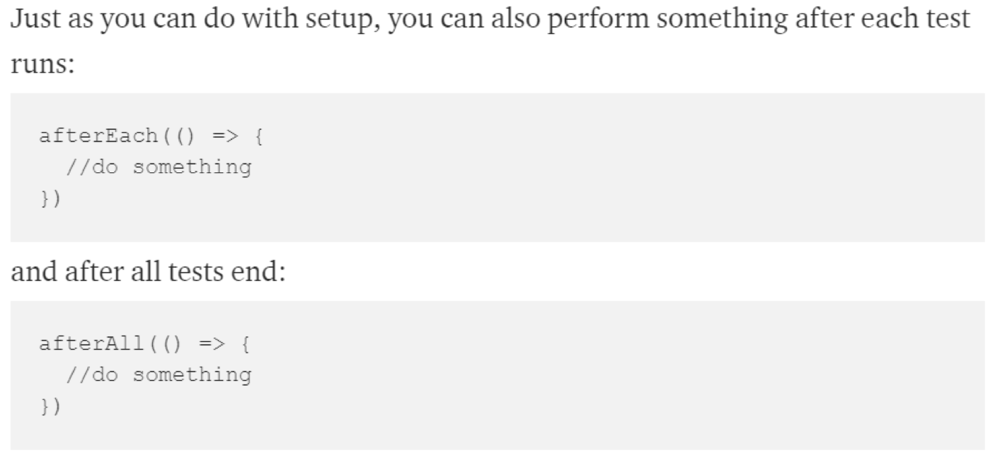 Just as you can do with setup, you can also perform something after each test
runs:
afterEach(() => {
  //do something
})
and after all tests end:
afterAll(() => {
  //do something
})